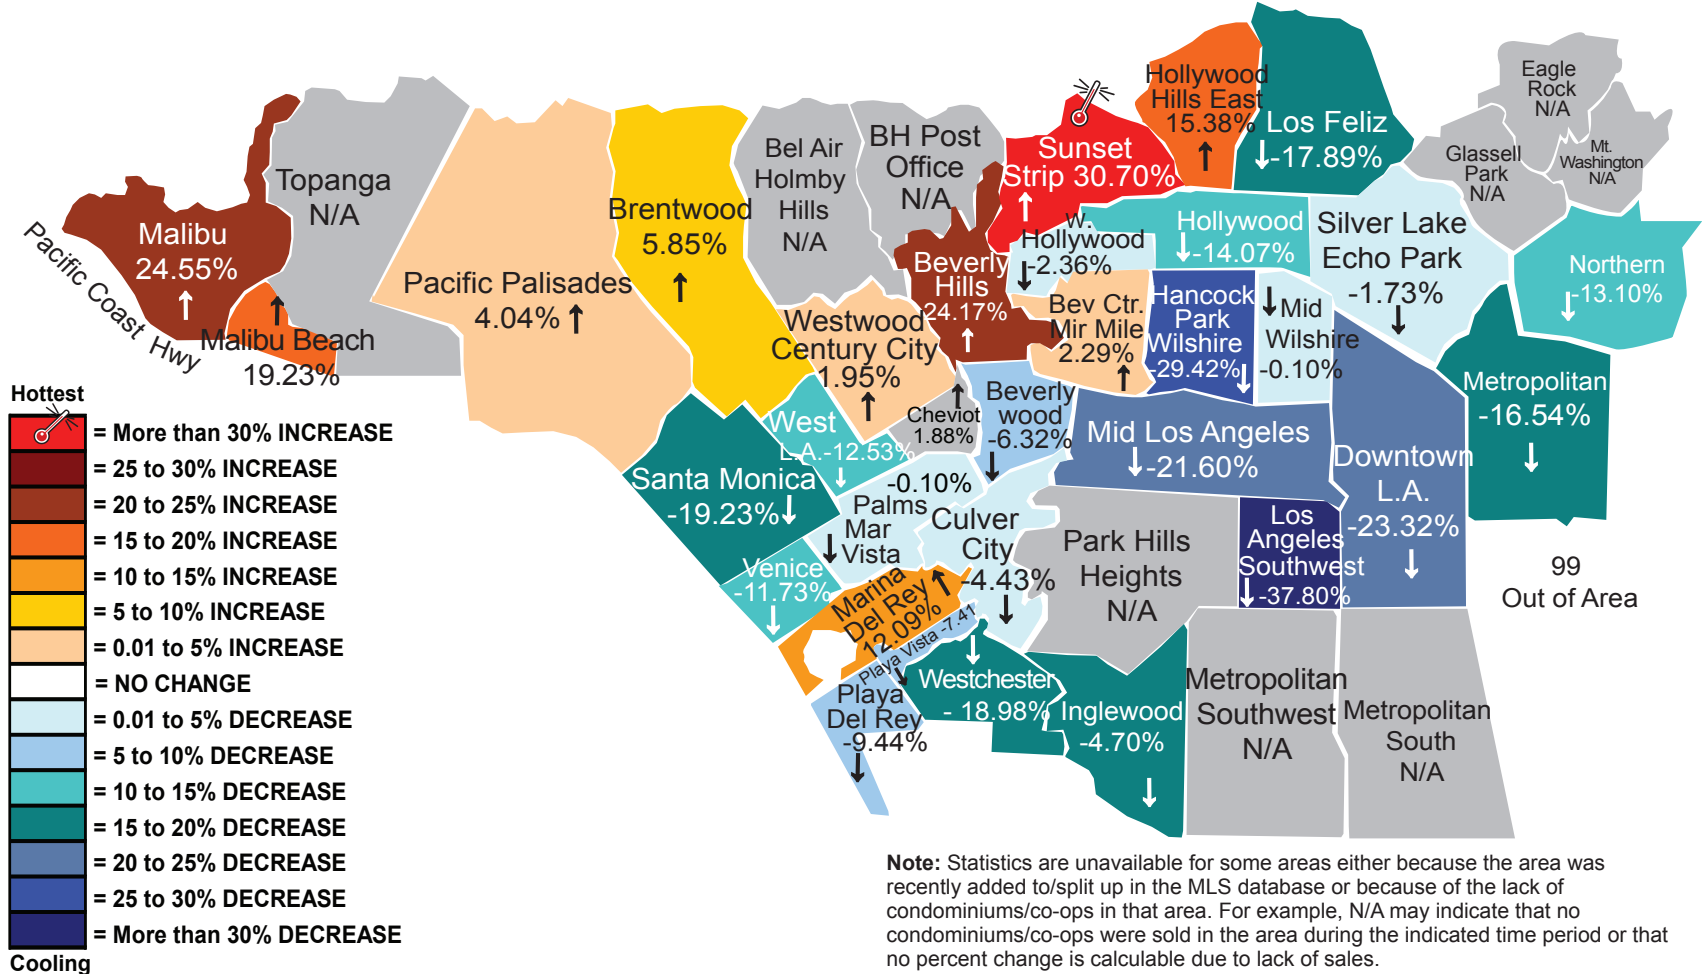 Malibu
24.55%
Pacific Coast Hwy
Malibu Beach
19.23%
Topanga
N/A
Pacific Palisades
4.04%
Brentwood
5.85%
Bel Air
Holmby
Hills
N/A
BH Post
Office
N/A
Sunset
Strip 30.70%
Hollywood
Hills East
15.38%
Los Feliz
-17.89%
Eagle
Rock
N/A
Glassell
Park
N/A
Mt.
Washington
N/A
Beverly
Hills
24.17%
W.
Hollywood
-2.36%
Hollywood
-14.07%
Silver Lake
Echo Park
-1.73%
Northern
-13.10%
Westwood
Century City
1.95%
Bev Ctr.
Mir Mile
2.29%
Hancock
Park
Wilshire
-29.42%
Mid
Wilshire
-0.10%
Metropolitan
-16.54%
West
L.A.-12.53%
Cheviot
1.88%
Beverly
wood
-6.32%
Mid Los Angeles
-21.60%
Downtown
L.A.
-23.32%
Santa Monica
-19.23%
-0.10%
Palms
Mar
Vista
Culver
City
-4.43%
Park Hills
Heights
N/A
Los
Angeles
Southwest
-37.80%
99
Out of Area
Venice
-11.73%
Marina
Del Rey
12.09%
Playa Vista -7.41
Playa
Del Rey
-9.44%
Westchester
- 18.98%
Inglewood
-4.70%
Metropolitan
Southwest
N/A
Metropolitan
South
N/A
Hottest
= More than 30% INCREASE
= 25 to 30% INCREASE
= 20 to 25% INCREASE
= 15 to 20% INCREASE
= 10 to 15% INCREASE
= 5 to 10% INCREASE
= 0.01 to 5% INCREASE
= NO CHANGE
= 0.01 to 5% DECREASE
= 5 to 10% DECREASE
= 10 to 15% DECREASE
= 15 to 20% DECREASE
= 20 to 25% DECREASE
= 25 to 30% DECREASE
= More than 30% DECREASE
Cooling
Note: Statistics are unavailable for some areas either because the area was
recently added to/split up in the MLS database or because of the lack of
condominiums/co-ops in that area. For example, N/A may indicate that no
condominiums/co-ops were sold in the area during the indicated time period or that
no percent change is calculable due to lack of sales.